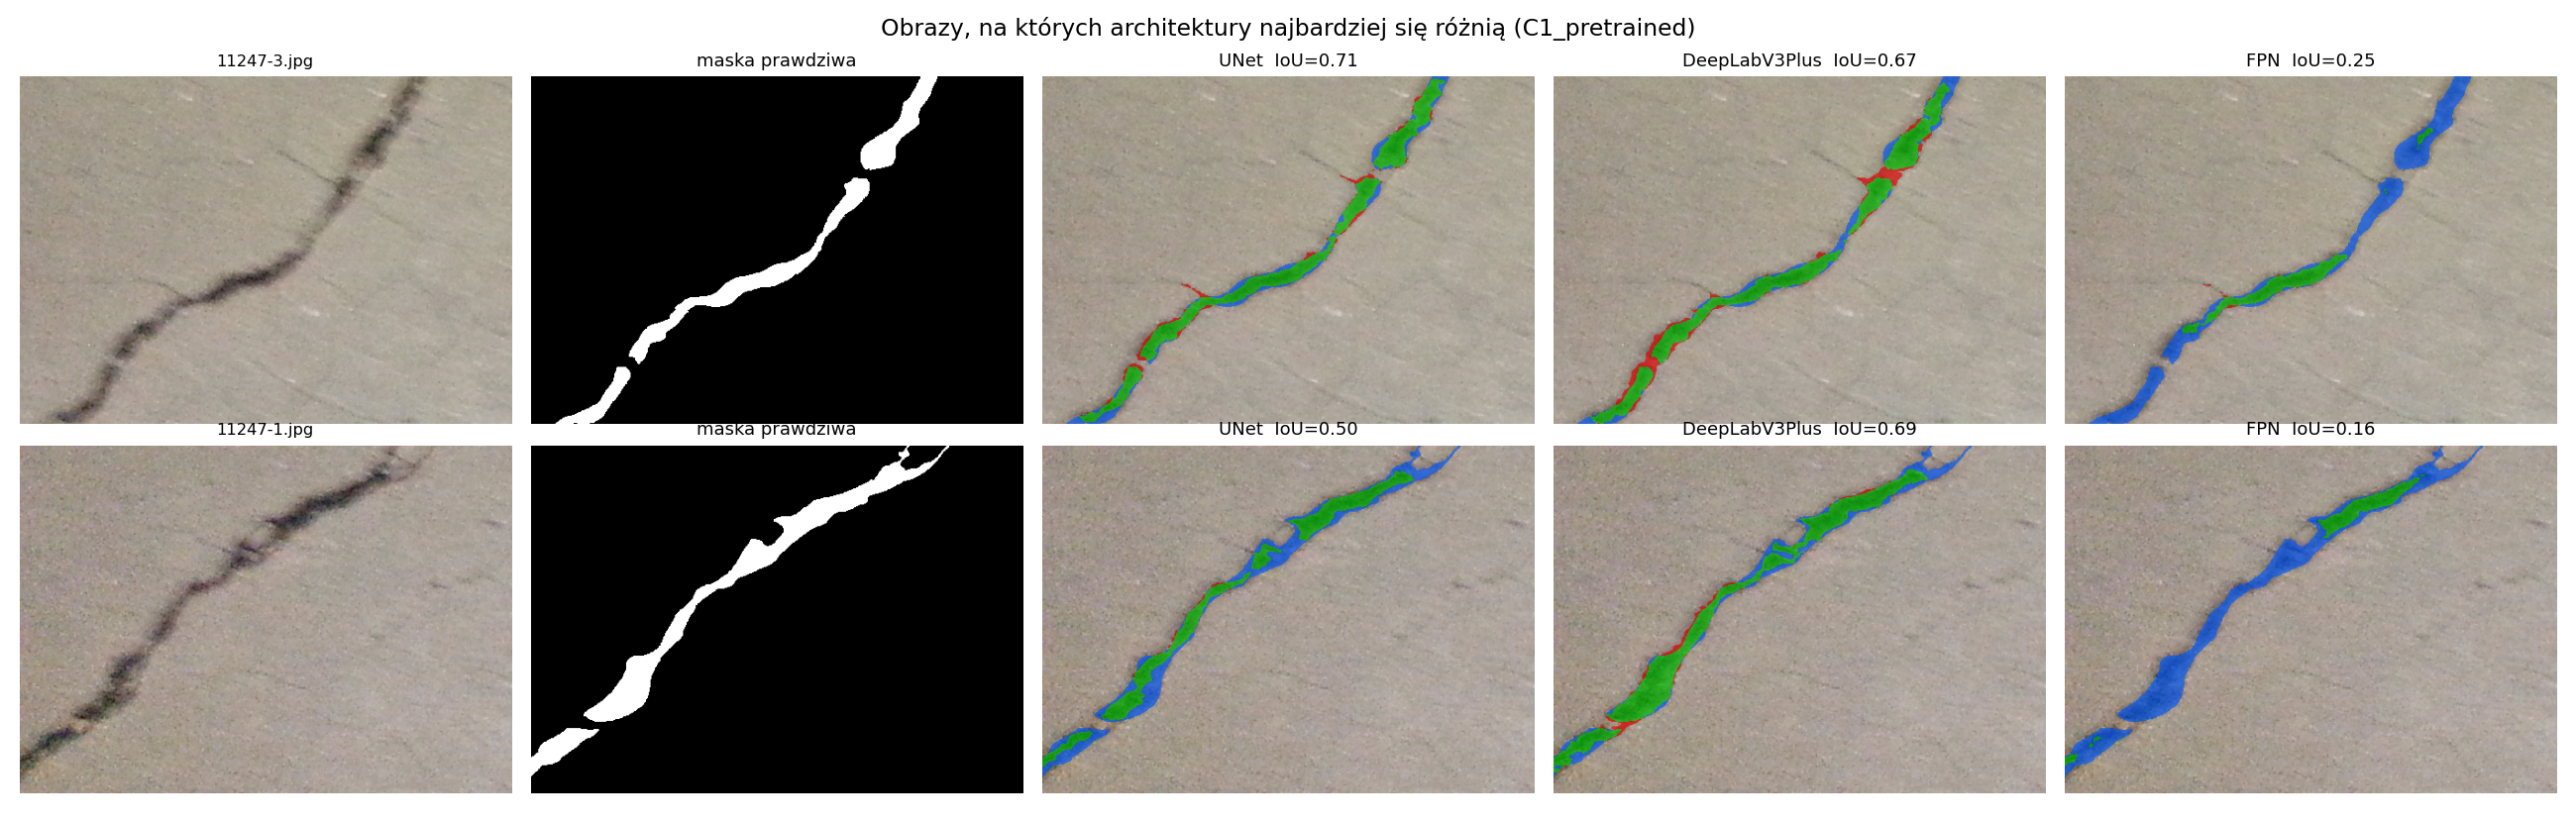 Obrazy, na których architektury najbardziej się różnią (C1_pretrained)
11247-3.jpg
maska prawdziwa
UNet IoU=0.71
DeepLabV3Plus IoU=0.67
FPN IoU=0.25
11247-1.jpg
maska prawdziwa
UNet IoU=0.50
DeepLabV3Plus IoU=0.69
FPN IoU=0.16